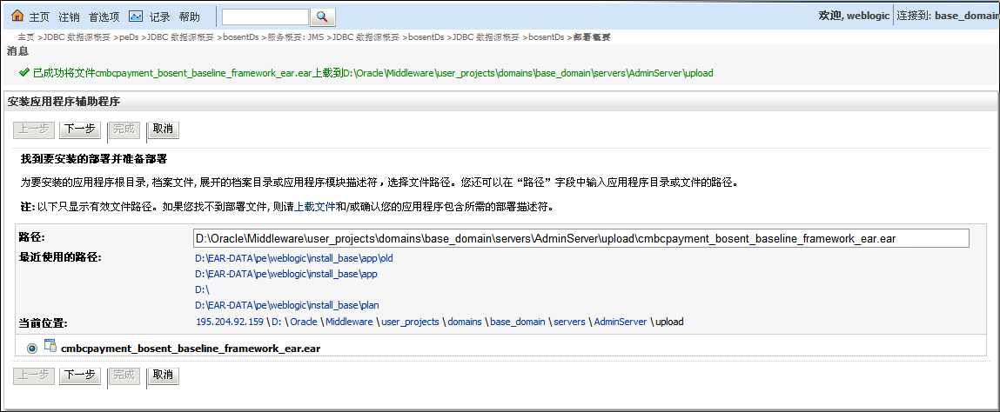 主页 注销 首选项 记录 帮助 欢迎, weblogic 连接到: base_domain
主页 >JDBC 数据源概要 >peDs >JDBC 数据源概要 >bosentDs >服务概要: JMS >JDBC 数据源概要 >bosentDs >JDBC 数据源概要 >bosentDs >部署概要
消息
已成功将文件cmbcpayment_bosent_baseline_framework_ear.ear上载到D:\Oracle\Middleware\user_projects\domains\base_domain\servers\AdminServer\upload
安装应用程序辅助程序
上一步 下一步 完成 取消
找到要安装的部署并准备部署
为要安装的应用程序根目录, 档案文件, 展开的档案目录或应用程序模块描述符，选择文件路径。您还可以在“路径”字段中输入应用程序目录或文件的路径。
注: 以下只显示有效文件路径。如果您找不到部署文件, 则请上载文件和/或确认您的应用程序包含所需的部署描述符。
路径: D:\Oracle\Middleware\user_projects\domains\base_domain\servers\AdminServer\upload\cmbcpayment_bosent_baseline_framework_ear.ear
最近使用的路径: D:\EAR-DATA\pe\weblogic\install_base\app\old
D:\EAR-DATA\pe\weblogic\install_base\app
D:\
D:\EAR-DATA\pe\weblogic\install_base\plan
当前位置: 195.204.92.159 \D: \Oracle \Middleware \user_projects \domains \base_domain \servers \AdminServer \upload
cmbcpayment_bosent_baseline_framework_ear.ear
上一步 下一步 完成 取消